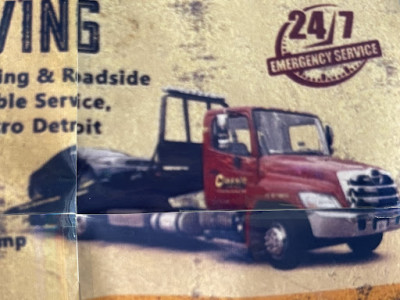 VING
ing & Roadside
ble Service,
ro Detroit
24/7
EMERGENCY SERVICE
mp